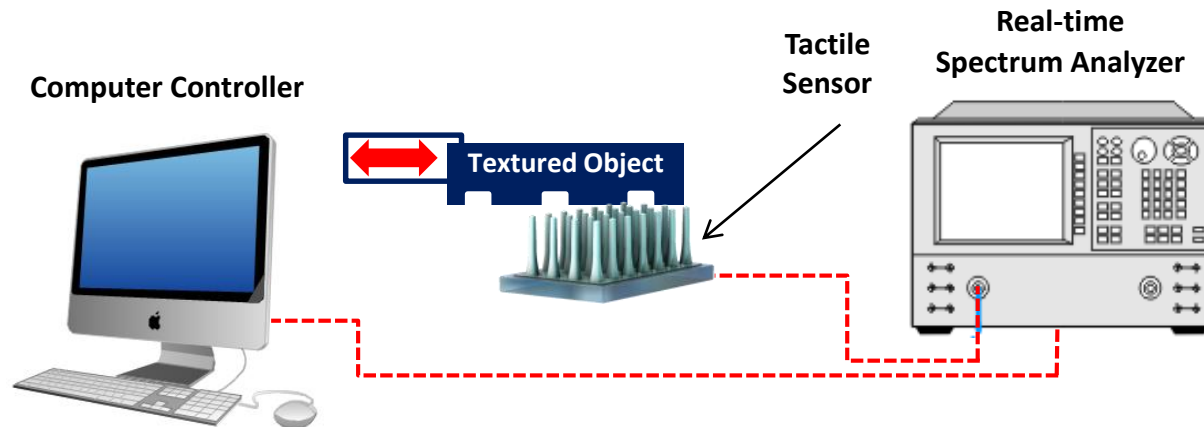 Computer Controller
Textured Object
Tactile
Sensor
Real-time
Spectrum Analyzer